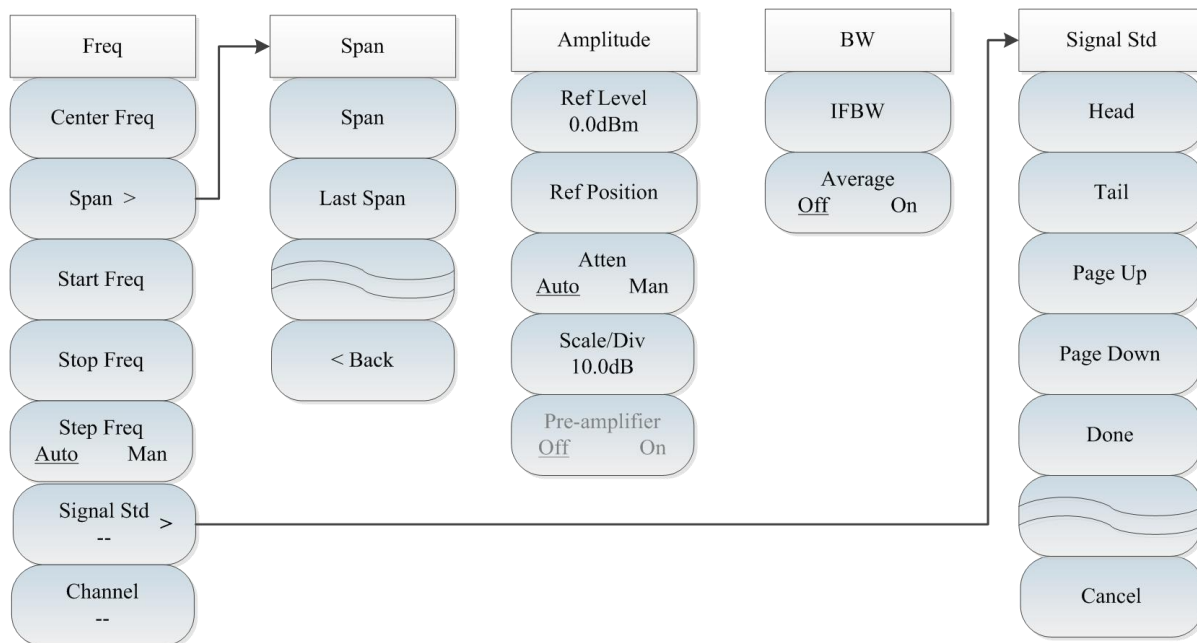 Freq
Center Freq
Span >
Start Freq
Stop Freq
Step Freq
Auto Man
Signal Std >
--
Channel
--
Span
Span
Last Span
< Back
Amplitude
Ref Level
0.0dBm
Ref Position
Atten
Auto Man
Scale/Div
10.0dB
Pre-amplifier
Off On
BW
IFBW
Average
Off On
Signal Std
Head
Tail
Page Up
Page Down
Done
Cancel